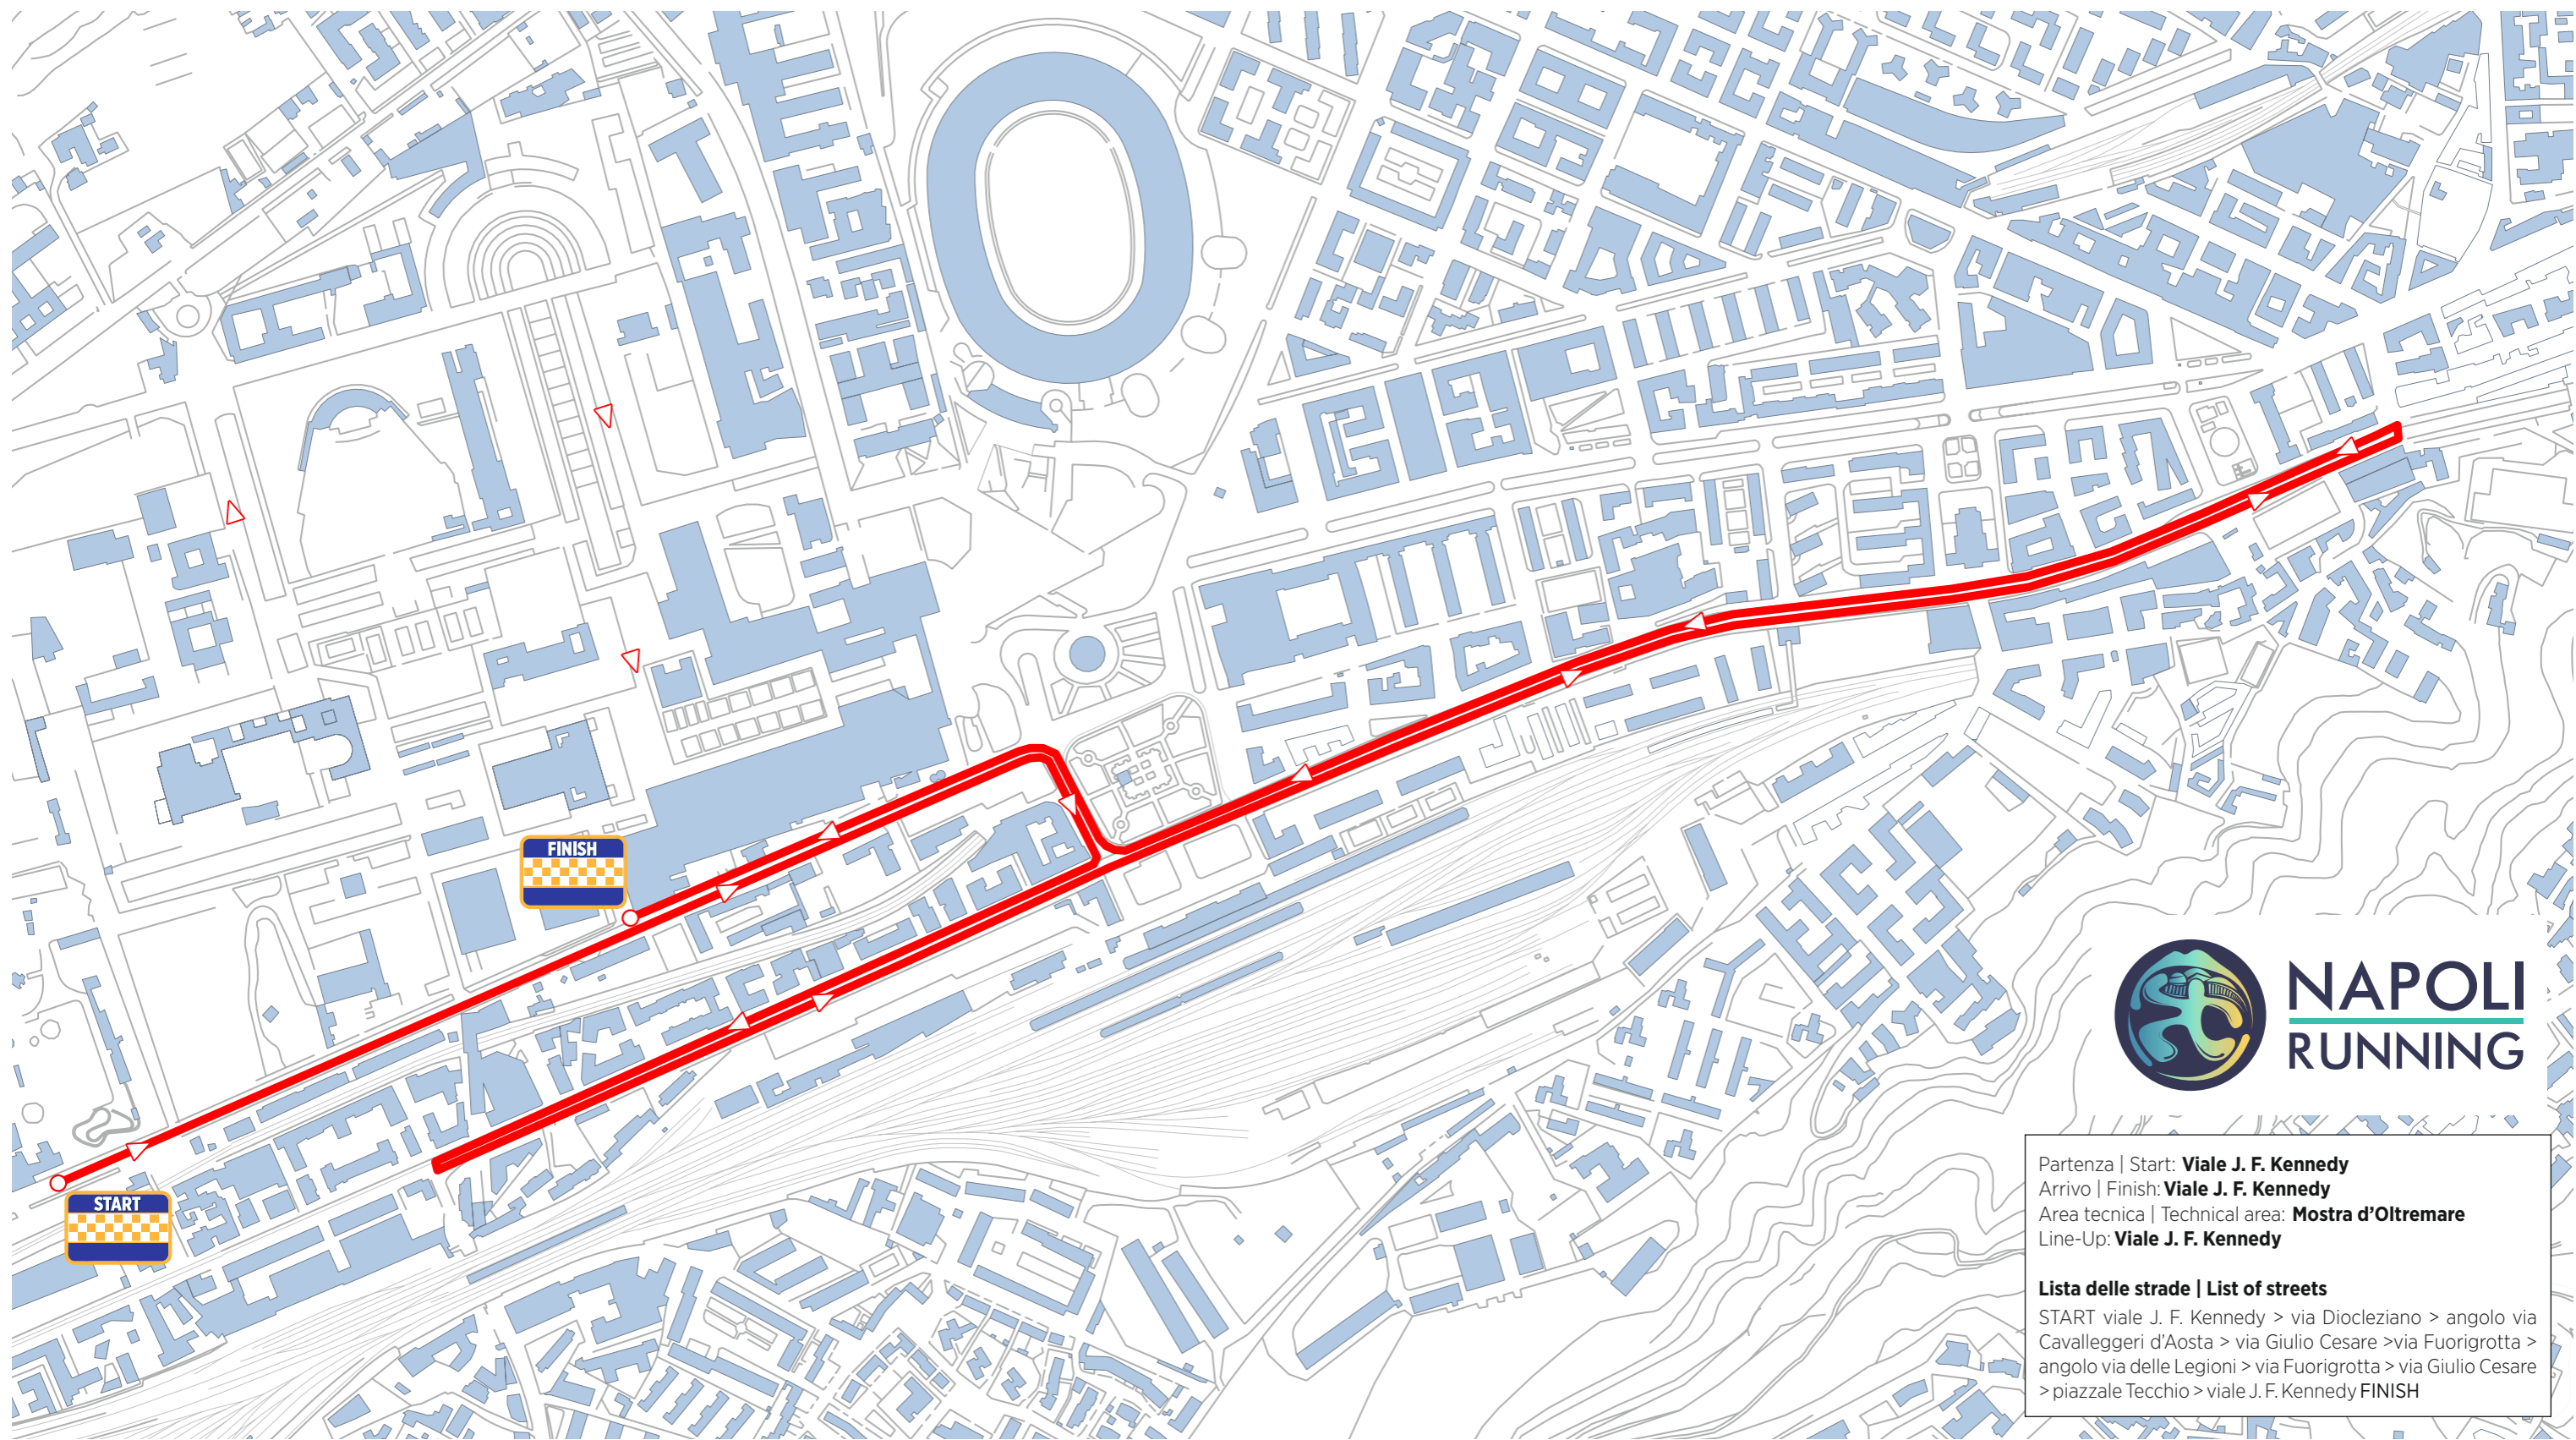 FINISH
START
NAPOLI
RUNNING
Partenza | Start: Viale J. F. Kennedy
Arrivo | Finish: Viale J. F. Kennedy
Area tecnica | Technical area: Mostra d'Oltremare
Line-Up: Viale J. F. Kennedy
Lista delle strade | List of streets
START viale J. F. Kennedy > via Diocleziano > angolo via
Cavalleggeri d'Aosta > via Giulio Cesare >via Fuorigrotta >
angolo via delle Legioni > via Fuorigrotta > via Giulio Cesare
> piazzale Tecchio > viale J. F. Kennedy FINISH